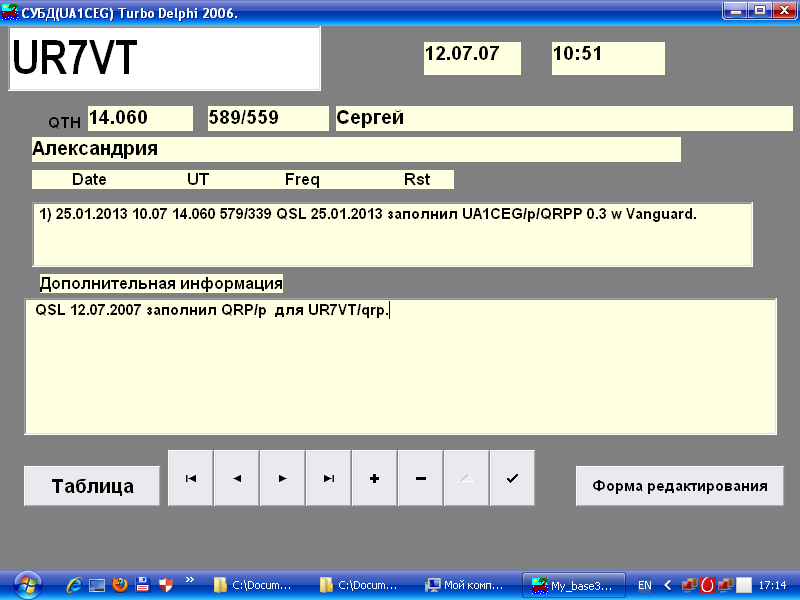 СУБД(UA1CEG) Turbo Delphi 2006.
UR7VT
12.07.07 10:51
QTH 14.060 589/559 Сергей
Александрия
Date UT Freq Rst
1) 25.01.2013 10.07 14.060 579/339 QSL 25.01.2013 заполнил UA1CEG/p/QRPP 0.3 w Vanguard.
Дополнительная информация
QSL 12.07.2007 заполнил QRP/p для UR7VT/qrp.
Таблица Форма редактирования
C:\Docum... C:\Docum... Мой комп... My_base3... EN 17:14